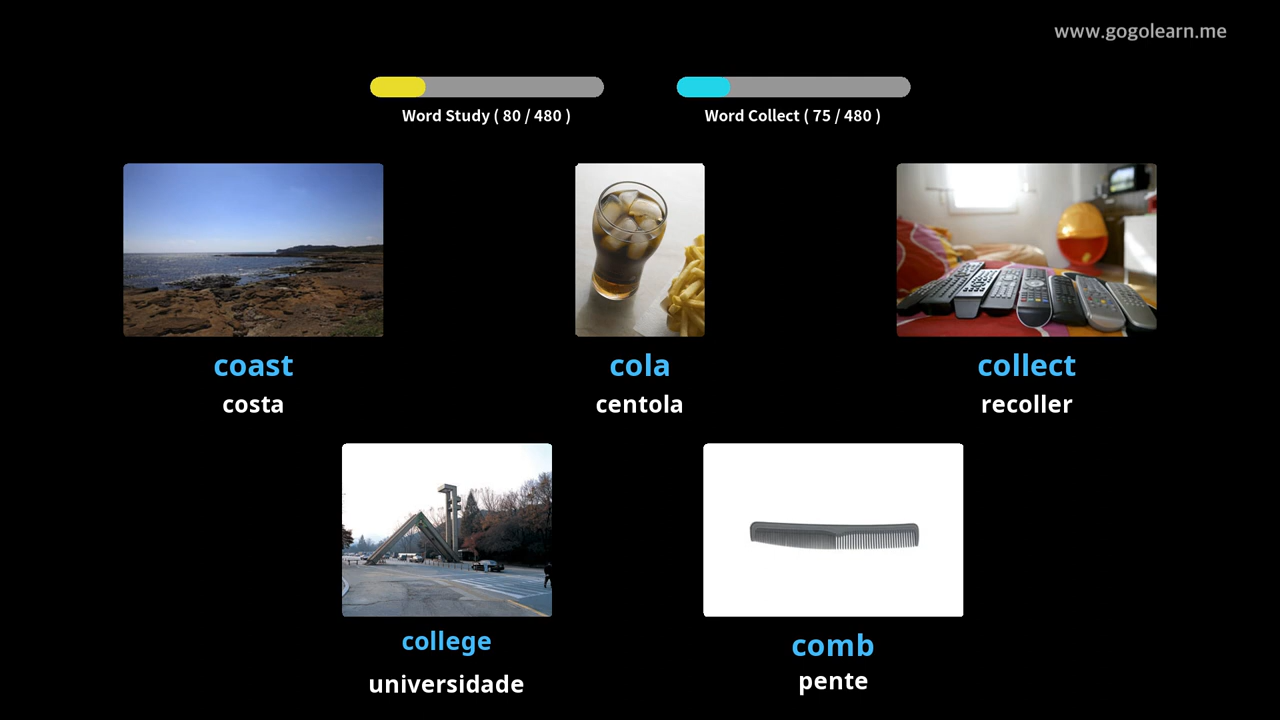 www.gogolearn.me
Word Study ( 80 / 480 )
Word Collect ( 75 / 480 )
coast
costa
cola
centola
collect
recoller
college
universidade
comb
pente